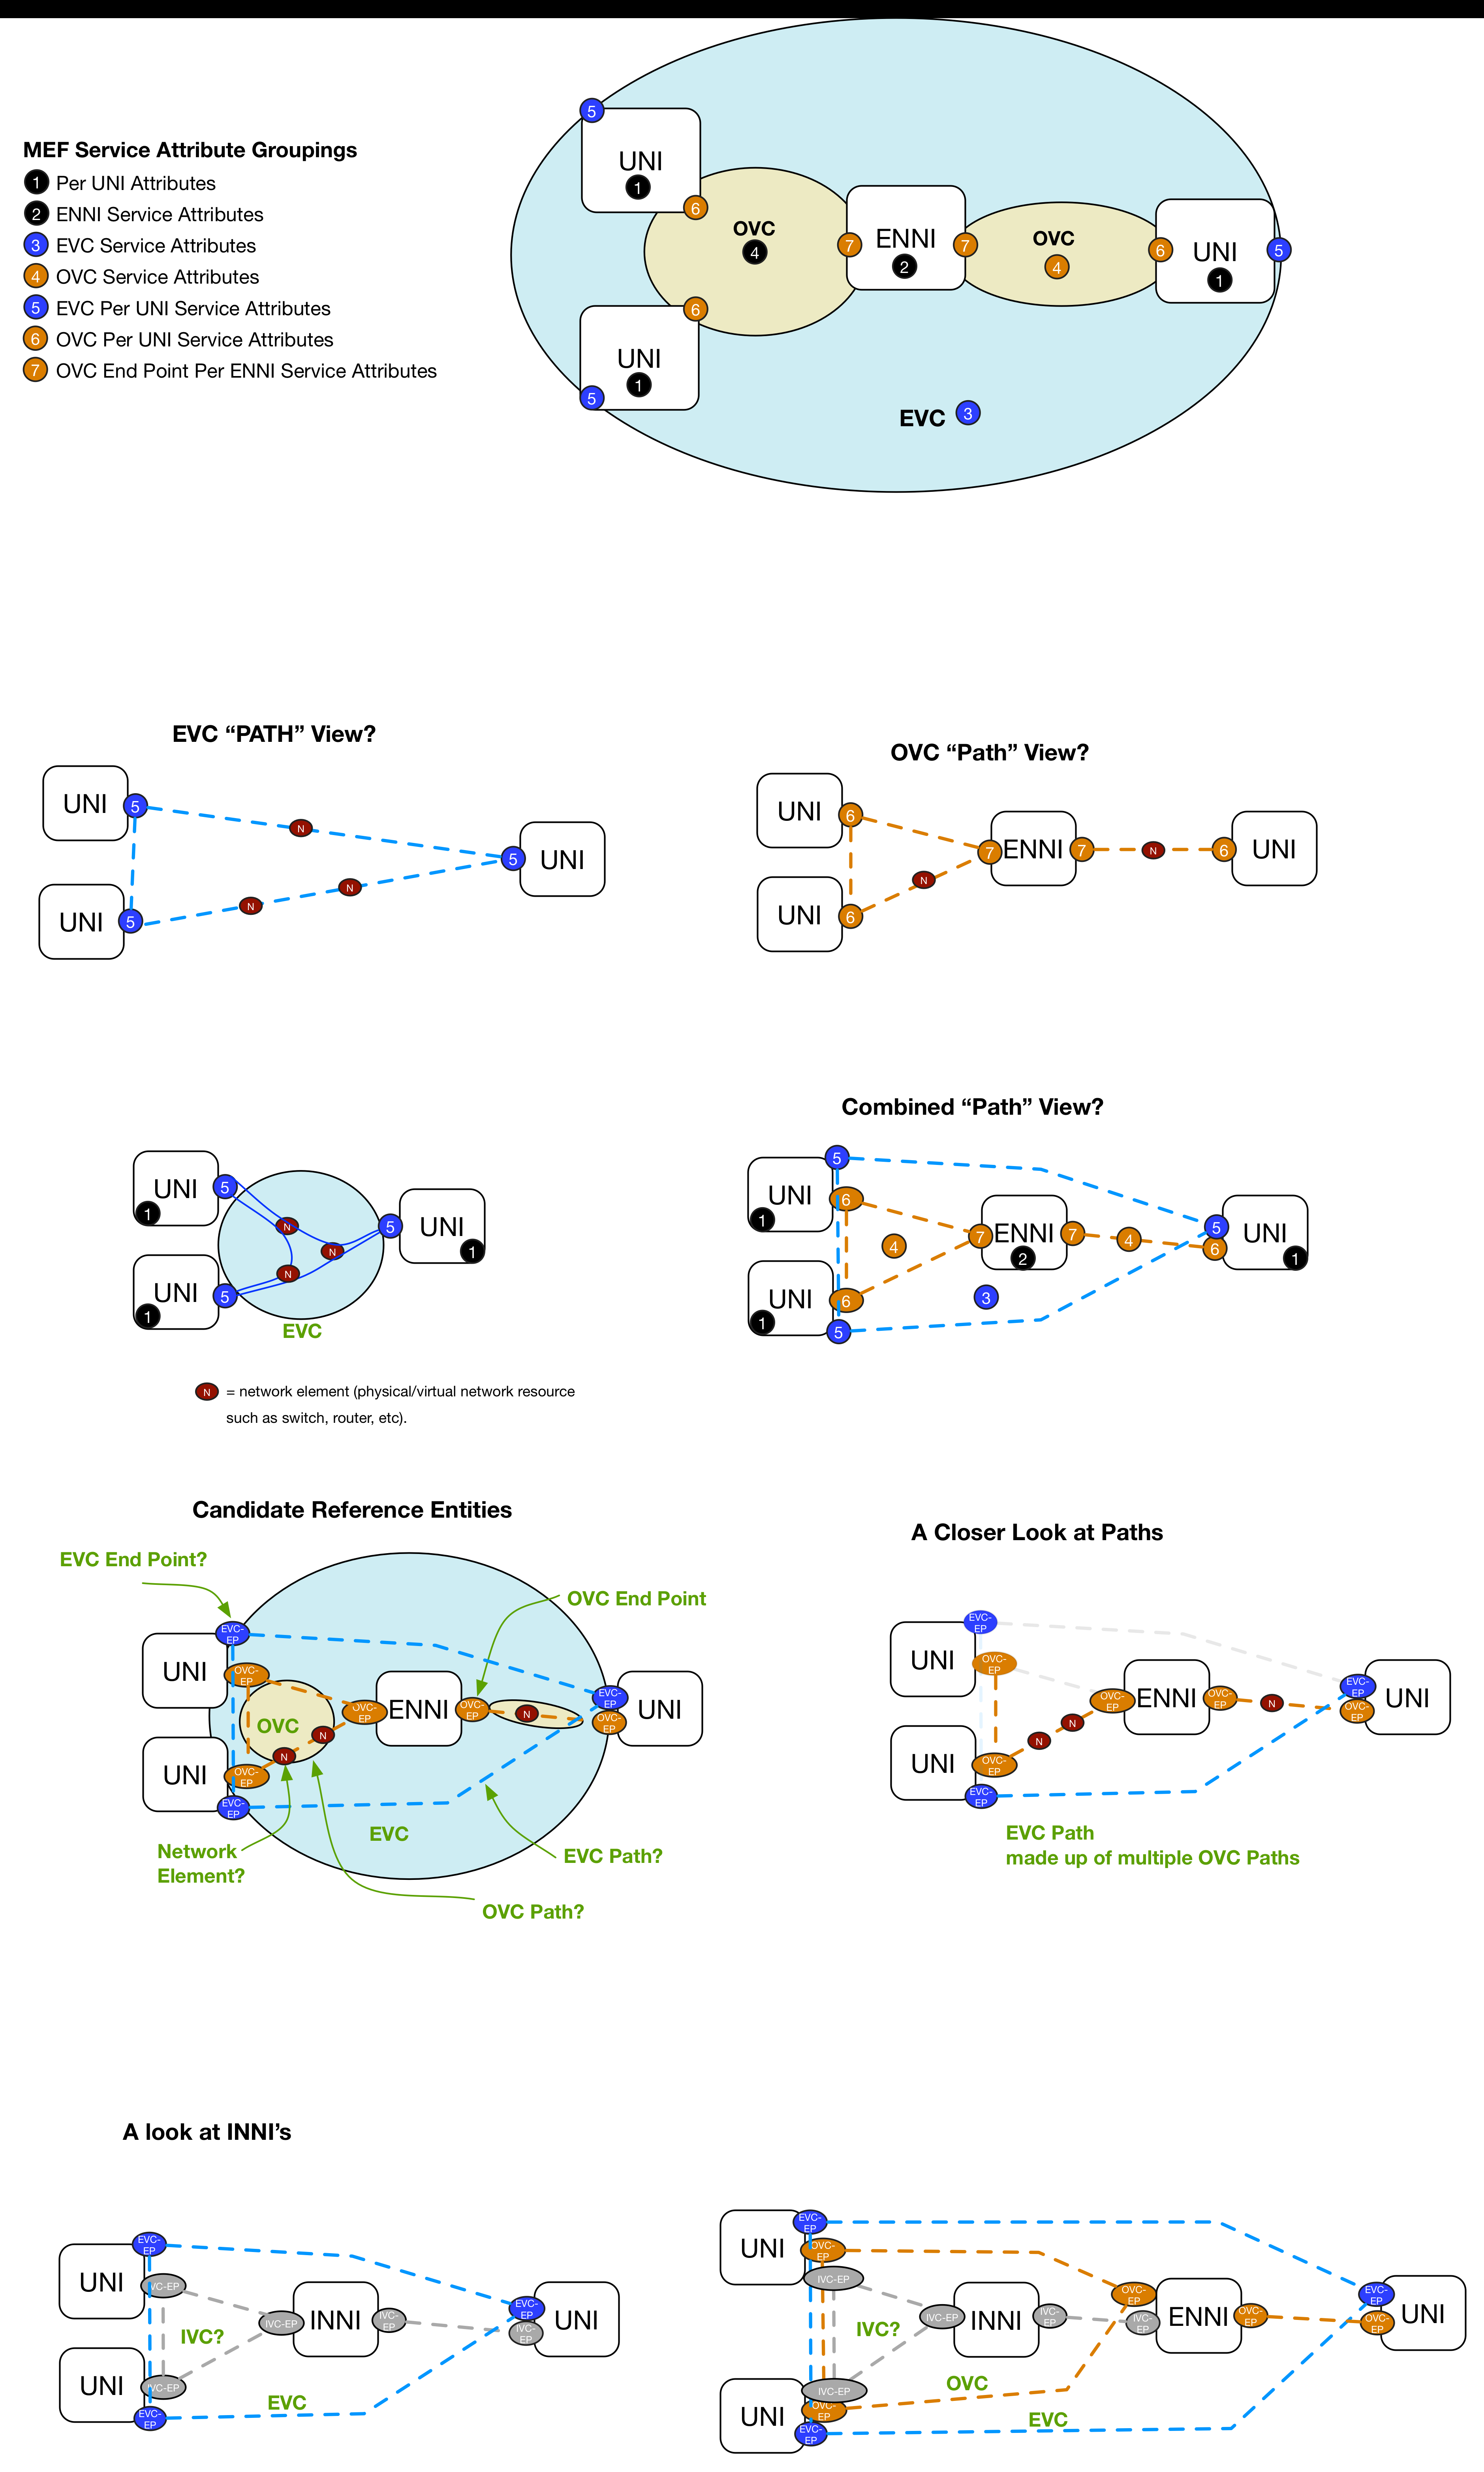 MEF Service Attribute Groupings
1 Per UNI Attributes
2 ENNI Service Attributes
3 EVC Service Attributes
4 OVC Service Attributes
5 EVC Per UNI Service Attributes
6 OVC Per UNI Service Attributes
7 OVC End Point Per ENNI Service Attributes
5
UNI
1
6
OVC
4
7
ENNI
2
7
OVC
4
6
UNI
1
5
6
UNI
1
5
EVC 3
EVC “PATH” View?
UNI
5
N
5
UNI
N
N
UNI
5
OVC “Path” View?
UNI
6
7
ENNI
7
N
6
UNI
N
UNI
6
UNI
1
5
N
N
5
UNI
1
N
UNI
1
5
EVC
N = network element (physical/virtual network resource
such as switch, router, etc).
Combined “Path” View?
5
UNI
1
6
4
7
ENNI
2
7
4
5
6
UNI
1
3
UNI
1
6
5
Candidate Reference Entities
EVC End Point?
OVC End Point
EVC-
EP
UNI
OVC-
EP
OVC
N
N
OVC-
EP
ENNI
OVC-
EP
N
EVC-
EP
OVC-
EP
UNI
UNI
OVC-
EP
EVC-
EP
EVC
Network
Element?
EVC Path?
OVC Path?
A Closer Look at Paths
EVC-
EP
UNI
OVC-
EP
OVC-
EP
ENNI
OVC-
EP
N
EVC-
EP
OVC-
EP
UNI
N
N
UNI
OVC-
EP
EVC-
EP
EVC Path
made up of multiple OVC Paths
A look at INNI’s
EVC-
EP
UNI
IVC-EP
IVC?
IVC-EP
INNI
IVC-
EP
EVC-
EP
IVC-
EP
UNI
UNI
IVC-EP
EVC
EVC-
EP
EVC-
EP
UNI
OVC-
EP
IVC-EP
IVC?
IVC-EP
INNI
IVC-
EP
OVC-
EP
IVC-
EP
ENNI
OVC-
EP
EVC-
EP
OVC-
EP
UNI
OVC
UNI
IVC-EP
OVC-
EP
EVC
EVC-
EP